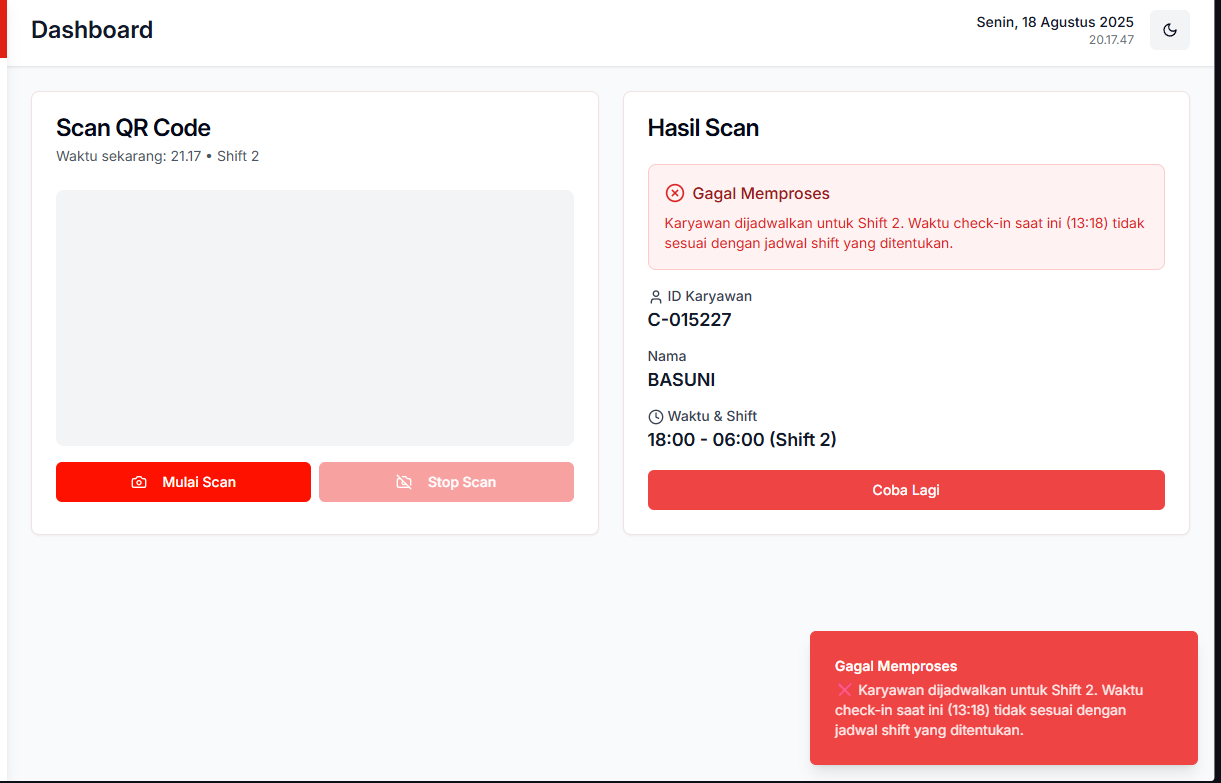 Dashboard
Senin, 18 Agustus 2025
20.17.47
Scan QR Code
Waktu sekarang: 21.17 • Shift 2
Mulai Scan
Stop Scan
Hasil Scan
Gagal Memproses
Karyawan dijadwalkan untuk Shift 2. Waktu check-in saat ini (13:18) tidak
sesuai dengan jadwal shift yang ditentukan.
ID Karyawan
C-015227
Nama
BASUNI
Waktu & Shift
18:00 - 06:00 (Shift 2)
Coba Lagi
Gagal Memproses
❌ Karyawan dijadwalkan untuk Shift 2. Waktu
check-in saat ini (13:18) tidak sesuai dengan
jadwal shift yang ditentukan.